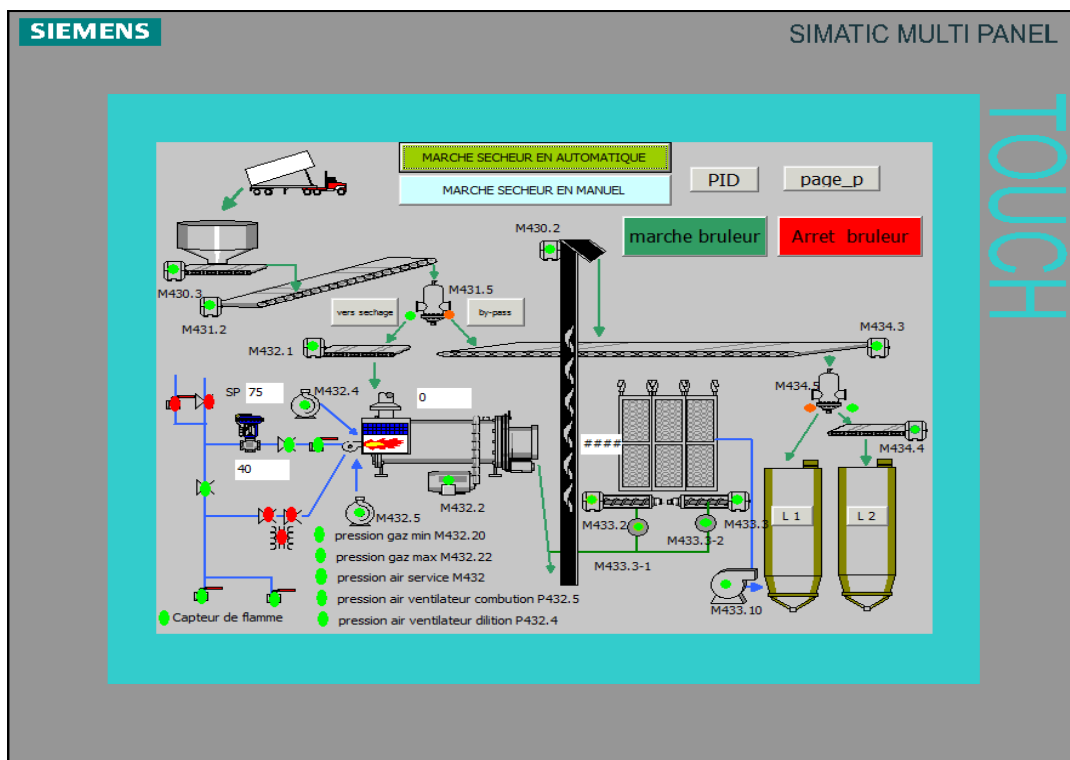 SIEMENS
SIMATIC MULTI PANEL
TOUCH
MARCHE SECHEUR EN AUTOMATIQUE
MARCHE SECHEUR EN MANUEL
PID
page_p
marche bruleur
Arret bruleur
M430.2
M430.3
M431.2
M431.5
vers sechage
by-pass
M432.1
M434.3
SP 75
M432.4
0
M434.5
####
M434.4
40
M432.2
M432.5
M433.2
M433.3
M433.3-2
M433.3-1
L 1
L 2
M433.10
pression gaz min M432.20
pression gaz max M432.22
pression air service M432
pression air ventilateur combution P432.5
pression air ventilateur dilition P432.4
Capteur de flamme